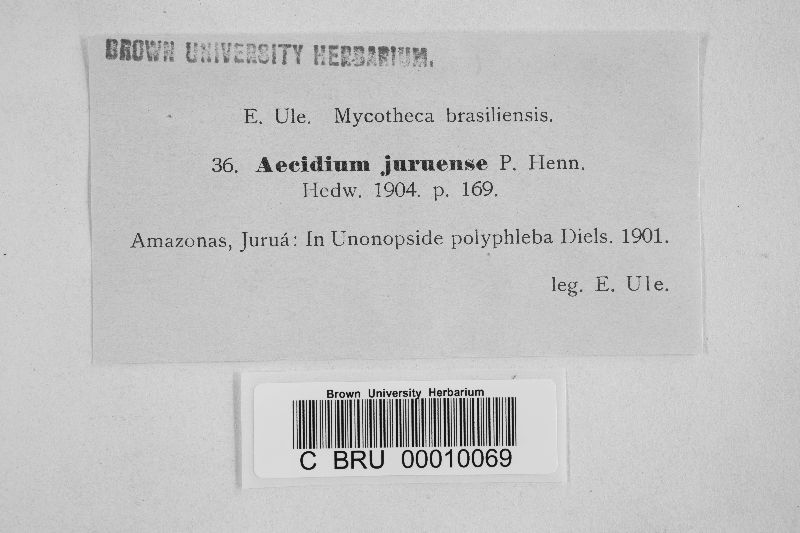 BROWN UNIVERSITY HERBARIUM.
E. Ule. Mycotheca brasiliensis.
36. Aecidium juruense P. Henn.
Hedw. 1904. p. 169.
Amazonas, Juruá: In Unonopside polyphleba Diels. 1901.
leg. E. Ule.
Brown University Herbarium
C BRU 00010069